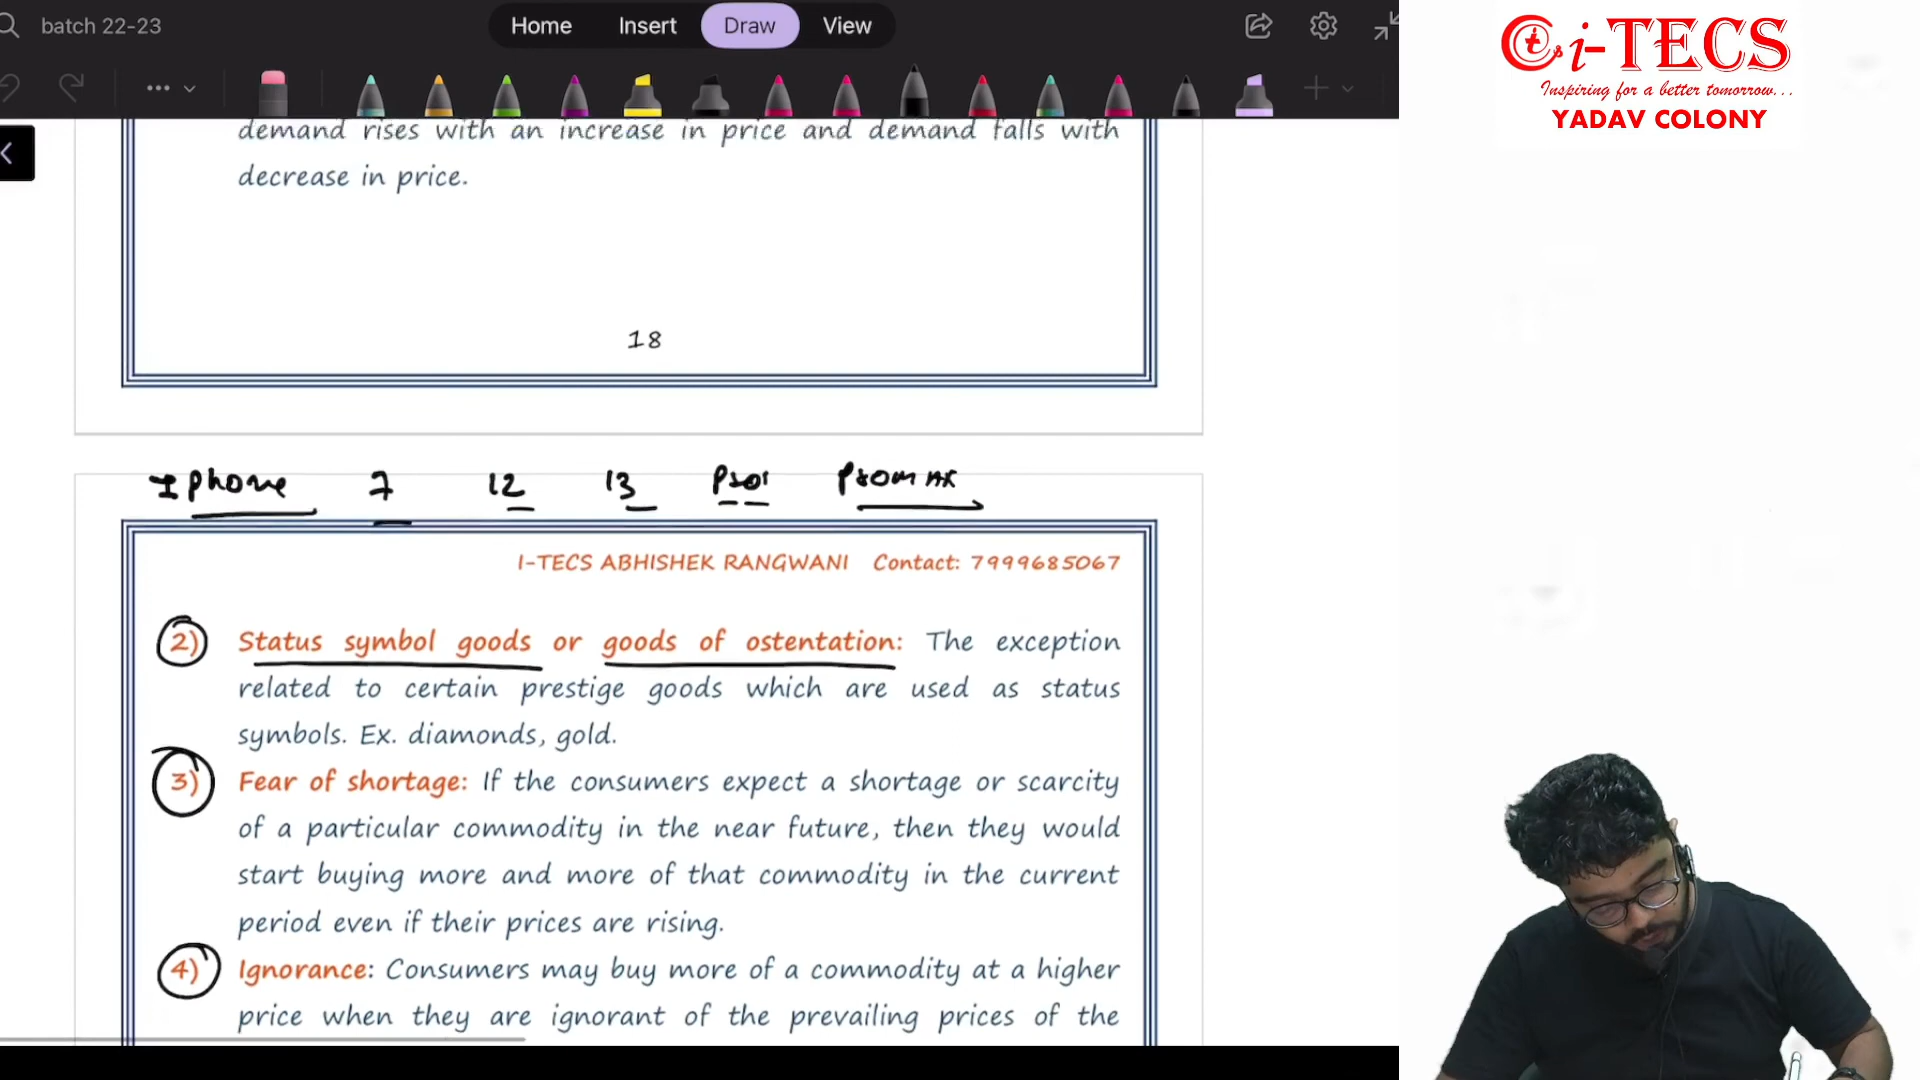 batch 22-23
Home Insert Draw View
i-TECS
Inspiring for a better tomorrow...
YADAV COLONY
demand rises with an increase in price and demand falls with
decrease in price.
18
Iphone 7 12 13 Pro
I-TECS ABHISHEK RANGWANI Contact: 7999685067
2) Status symbol goods or goods of ostentation: The exception
related to certain prestige goods which are used as status
symbols. Ex. diamonds, gold.
3) Fear of shortage: If the consumers expect a shortage or scarcity
of a particular commodity in the near future, then they would
start buying more and more of that commodity in the current
period even if their prices are rising.
4) Ignorance: Consumers may buy more of a commodity at a higher
price when they are ignorant of the prevailing prices of the